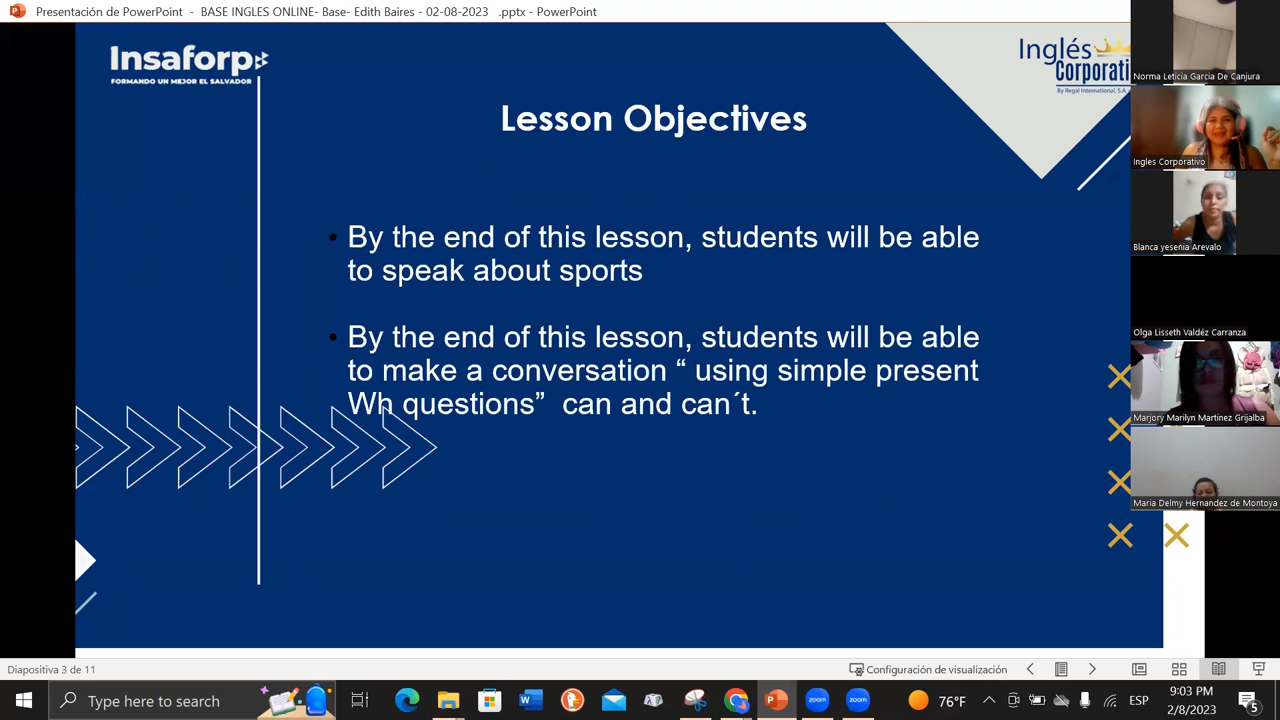 Presentación de PowerPoint - BASE INGLES ONLINE- Base- Edith Baires - 02-08-2023 .pptx - PowerPoint
Insaforp
FORMANDO UN MEJOR EL SALVADOR
Inglés
Corporati
By Regal International, S.A.
Lesson Objectives
• By the end of this lesson, students will be able
to speak about sports
• By the end of this lesson, students will be able
to make a conversation “ using simple present
Wh questions” can and can´t.
Norma Leticia Garcia De Canjura
Ingles Corporativo
Blanca yesenia Arevalo
Olga Lisseth Valdéz Carranza
Marjory Marilyn Martinez Grijalba
Maria Delmy Hernandez de Montoya
Diapositiva 3 de 11
Configuración de visualización
Type here to search
zoom
zoom
76°F
ESP
9:03 PM
2/8/2023
5